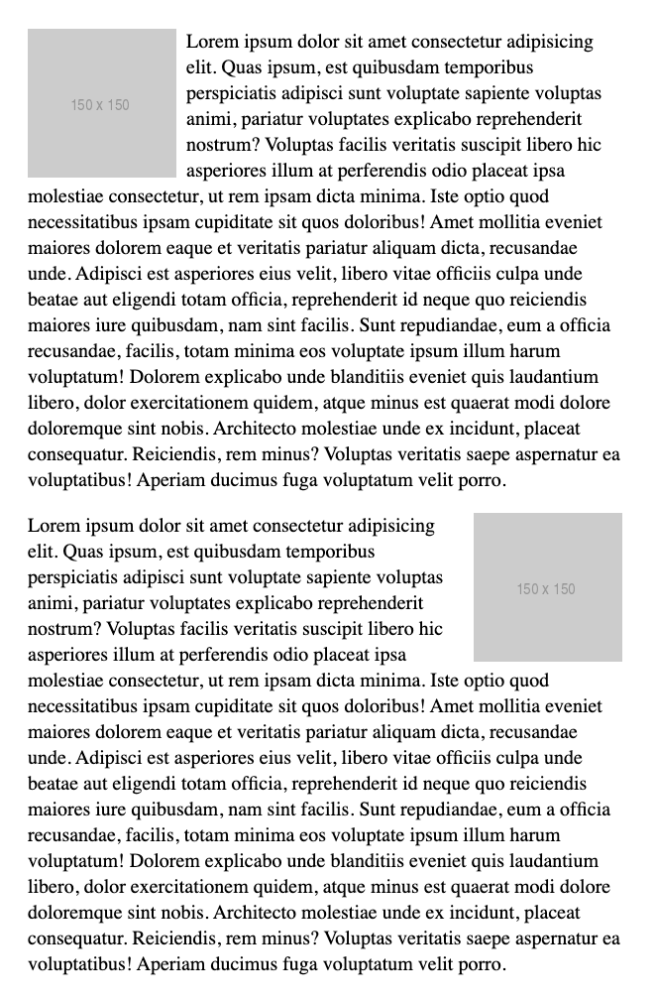 150 x 150
Lorem ipsum dolor sit amet consectetur adipisicing
elit. Quas ipsum, est quibusdam temporibus
perspiciatis adipisci sunt voluptate sapiente voluptas
animi, pariatur voluptates explicabo reprehenderit
nostrum? Voluptas facilis veritatis suscipit libero hic
asperiores illum at perferendis odio placeat ipsa
molestiae consectetur, ut rem ipsam dicta minima. Iste optio quod
necessitatibus ipsam cupiditate sit quos doloribus! Amet mollitia eveniet
maiores dolorem eaque et veritatis pariatur aliquam dicta, recusandae
unde. Adipisci est asperiores eius velit, libero vitae officiis culpa unde
beatae aut eligendi totam officia, reprehenderit id neque quo reiciendis
maiores iure quibusdam, nam sint facilis. Sunt repudiandae, eum a officia
recusandae, facilis, totam minima eos voluptate ipsum illum harum
voluptatum! Dolorem explicabo unde blanditiis eveniet quis laudantium
libero, dolor exercitationem quidem, atque minus est quaerat modi dolore
doloremque sint nobis. Architecto molestiae unde ex incidunt, placeat
consequatur. Reiciendis, rem minus? Voluptas veritatis saepe aspernatur ea
voluptatibus! Aperiam ducimus fuga voluptatum velit porro.
Lorem ipsum dolor sit amet consectetur adipisicing
elit. Quas ipsum, est quibusdam temporibus
perspiciatis adipisci sunt voluptate sapiente voluptas
animi, pariatur voluptates explicabo reprehenderit
nostrum? Voluptas facilis veritatis suscipit libero hic
asperiores illum at perferendis odio placeat ipsa
150 x 150
molestiae consectetur, ut rem ipsam dicta minima. Iste optio quod
necessitatibus ipsam cupiditate sit quos doloribus! Amet mollitia eveniet
maiores dolorem eaque et veritatis pariatur aliquam dicta, recusandae
unde. Adipisci est asperiores eius velit, libero vitae officiis culpa unde
beatae aut eligendi totam officia, reprehenderit id neque quo reiciendis
maiores iure quibusdam, nam sint facilis. Sunt repudiandae, eum a officia
recusandae, facilis, totam minima eos voluptate ipsum illum harum
voluptatum! Dolorem explicabo unde blanditiis eveniet quis laudantium
libero, dolor exercitationem quidem, atque minus est quaerat modi dolore
doloremque sint nobis. Architecto molestiae unde ex incidunt, placeat
consequatur. Reiciendis, rem minus? Voluptas veritatis saepe aspernatur ea
voluptatibus! Aperiam ducimus fuga voluptatum velit porro.